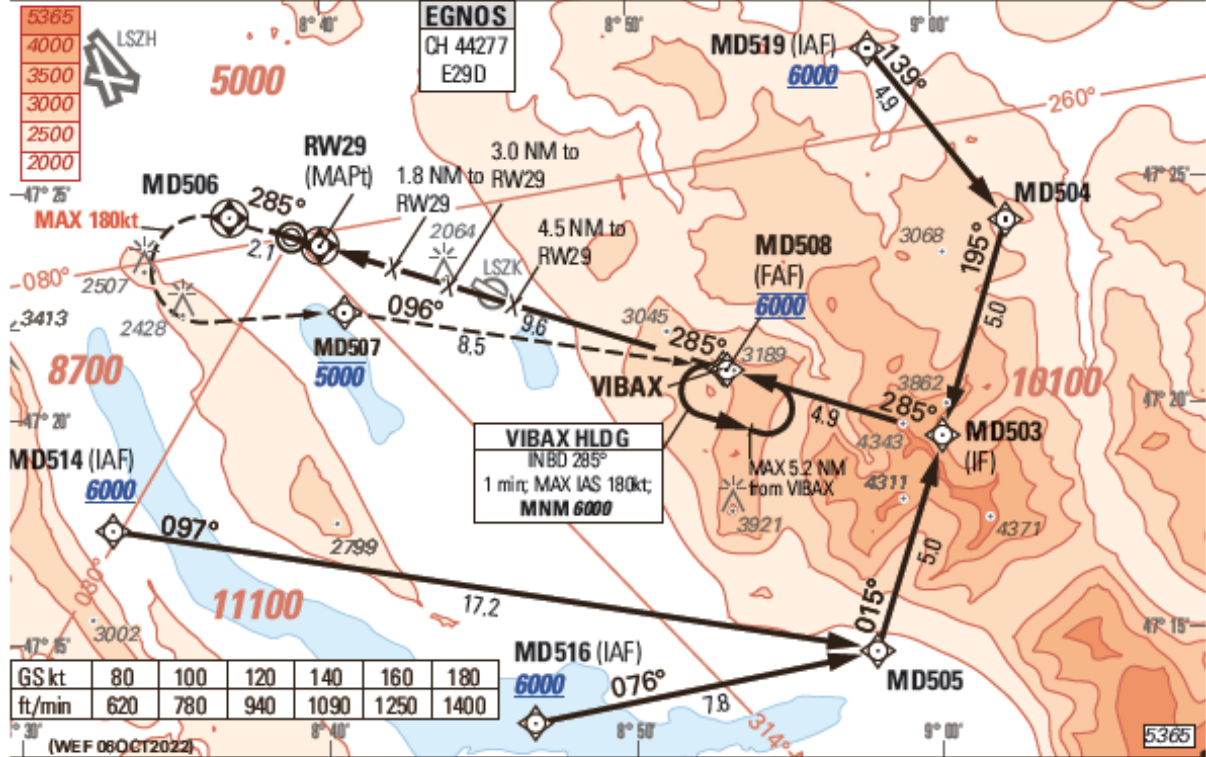 5365
4000
3500
3000
2500
2000
LSZH
5000
8° 40'
EGNOS
CH 44277
E29D
8° 50'
9° 00'
MD519 (IAF)
6000
139°
4.9
260°
47° 25'
MD506
MAX 180kt
285°
2.1
RW29
(MAPt)
1.8 NM to
RW29
3.0 NM to
RW29
2064
4.5 NM to
RW29
LSZK
47° 25'
MD504
3068
195°
5.0
MD508
(FAF)
6000
080°
2507
2428
3413
8700
MD507
5000
096°
8.5
9.6
3045
285°
3189
VIBAX
3862
10100
4.9
285°
4343
MD503
(IF)
47° 20'
47° 20'
VIBAX HLDG
INBD 285°
1 min; MAX IAS 180kt;
MNM 6000
MAX 5.2 NM
from VIBAX
3921
4311
4371
MD514 (IAF)
6000
097°
2799
030°
11100
17.2
3002
47° 15'
015°
5.0
47° 15'
MD505
MD516 (IAF)
6000
076°
7.8
314°
GS kt 80 100 120 140 160 180
ft/min 620 780 940 1090 1250 1400
30'
8° 40'
8° 50'
9° 00'
(WEF 06OCT2022)
5365